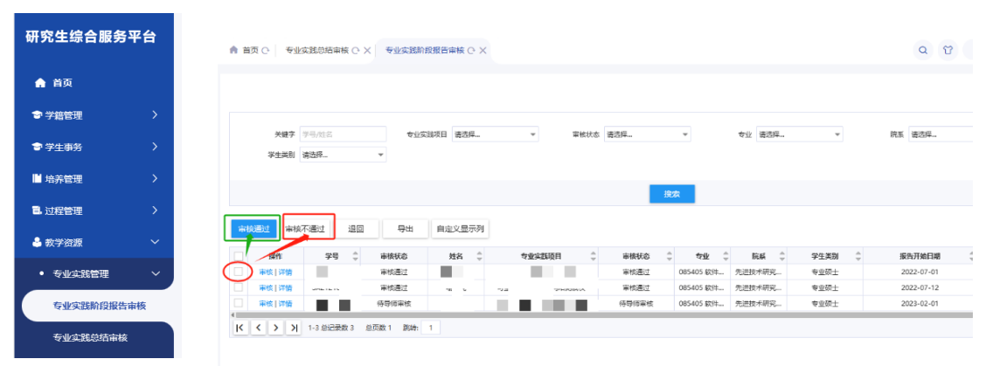 研究生综合服务平台
首页
学籍管理
学生事务
培养管理
过程管理
教学资源
专业实践管理
专业实践阶段报告审核
专业实践总结审核
首页 专业实践总结审核 专业实践阶段报告审核
关键字 学号/姓名 专业实践项目 请选择... 审核状态 请选择... 专业 请选择... 院系 请选择...
学生类别 请选择...
搜索
审核通过 审核不通过 退回 导出 自定义显示列
操作 学号 审核状态 姓名 专业实践项目 审核状态 专业 院系 学生类别 报告开始日期
审核 | 详情 审核通过 审核通过 085405 软件... 先进技术研究... 专业硕士 2022-07-01
审核 | 详情 审核通过 审核通过 085405 软件... 先进技术研究... 专业硕士 2022-07-12
审核 | 详情 待导师审核 待导师审核 085405 软件... 先进技术研究... 专业硕士 2023-02-01
1-3 总记录数 3 总页数 1 跳转: 1